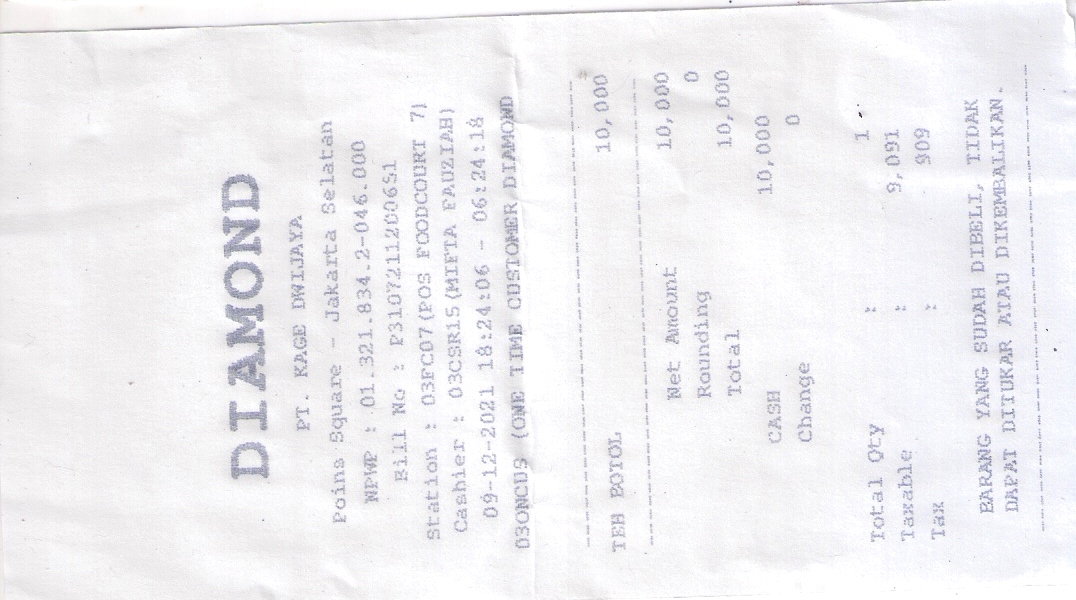 DIAMOND
PT. KAGE DWIJAYA
Poins Square - Jakarta Selatan
NPWP : 01.321.834.2-046.000
Bill No : P310721120D0691
Station : 03FC07(POS FOODCOURT 7)
Cashier : 03CSR15(MIFTA FAUZIAH)
09-12-2021 18:24:06 - 06:24:18
03ONCUS (ONE TIME CUSTOMER DIAMOND
TEH BOTOL 10,000
Net Amount 10,000
Rounding 0
Total 10,000
CASH 10,000
Change 0
Total Qty : 1
Taxable : 9,091
Tax : 909
BARANG YANG SUDAH DIBELI, TIDAK
DAPAT DITUKAR ATAU DIKEMBALIKAN.